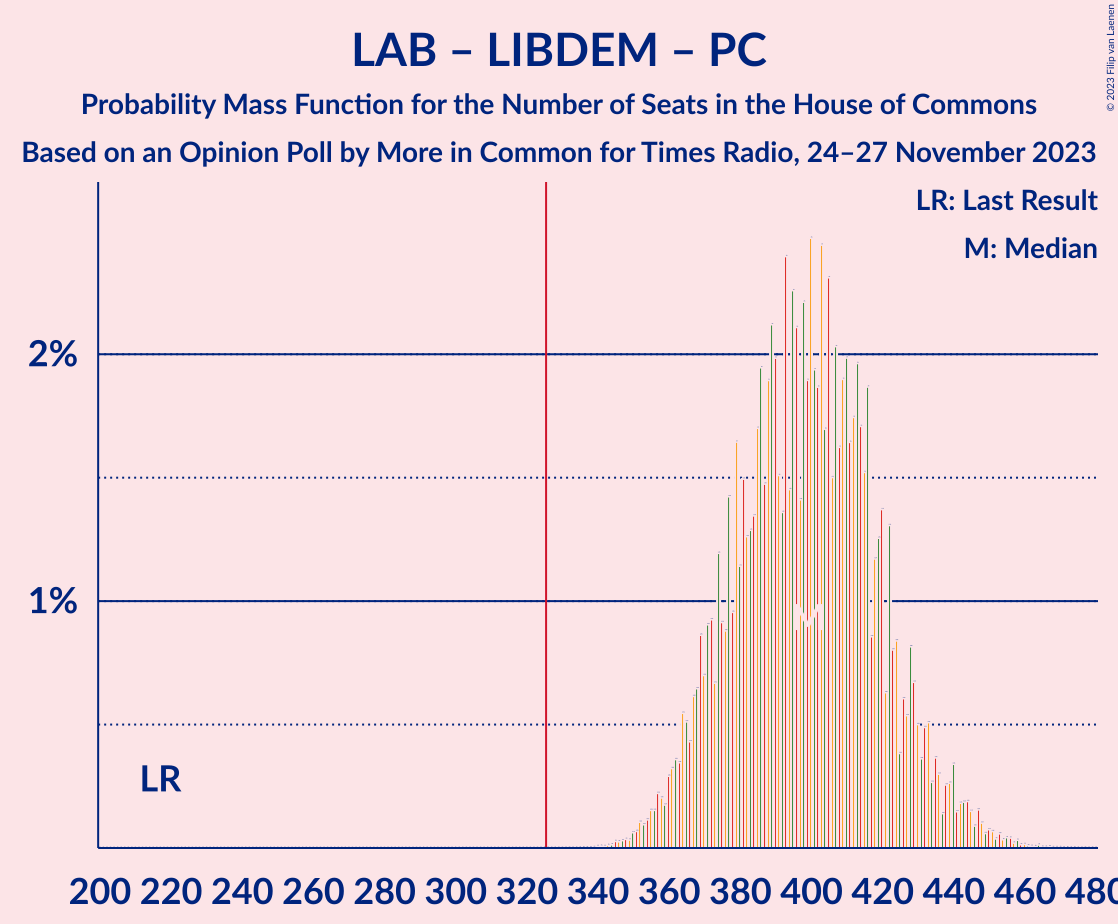 LAB – LIBDEM – PC
Probability Mass Function for the Number of Seats in the House of Commons
Based on an Opinion Poll by More in Common for Times Radio, 24–27 November 2023
© 2023 Filip van Laenen
LR: Last Result
M: Median
2%
1%
M
LR
200 220 240 260 280 300 320 340 360 380 400 420 440 460 480